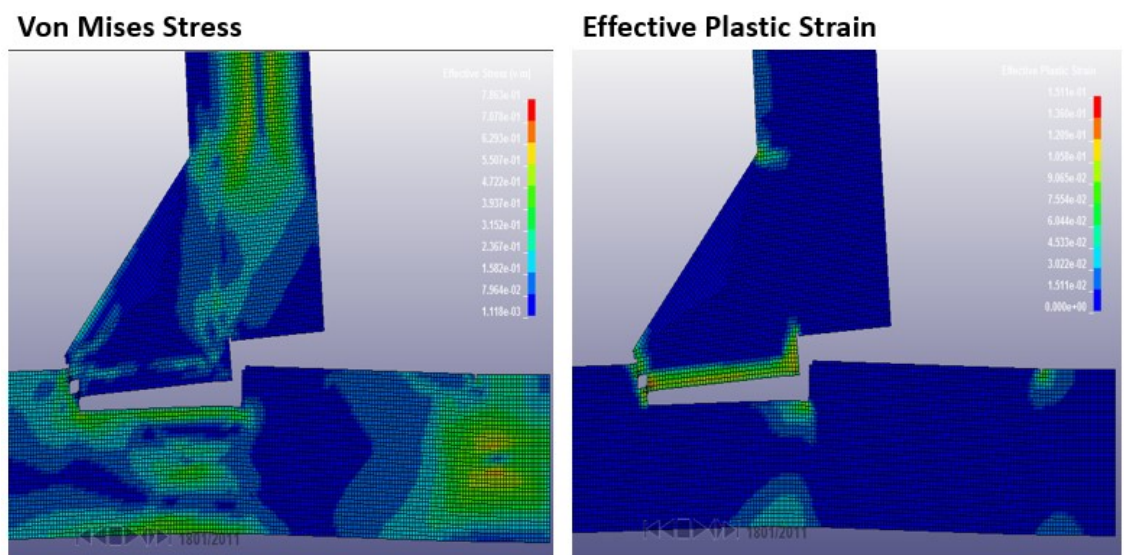 Von Mises Stress
Effective Plastic Strain
Effective Stress (v-m)
7.863e-01
7.078e-01
6.293e-01
5.507e-01
4.722e-01
3.937e-01
3.152e-01
2.367e-01
1.582e-01
7.964e-02
1.118e-03
1801/2011
Effective Plastic Strain
1.511e-01
1.360e-01
1.209e-01
1.058e-01
9.065e-02
7.554e-02
6.044e-02
4.533e-02
3.022e-02
1.511e-02
0.000e+00
1801/2011